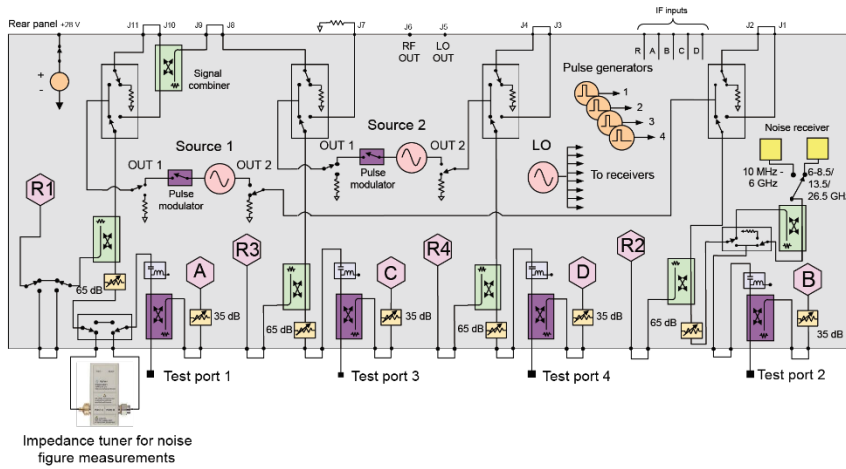 Rear panel +28 V
J11
J10
J9
J8
J7
J6
J5
J4
J3
J2
J1
RF
OUT
LO
OUT
IF inputs
R
A
B
C
D
+
-
Signal
combiner
Pulse generators
1
2
3
4
Source 1
OUT 1
OUT 2
Pulse
modulator
Source 2
OUT 1
OUT 2
Pulse
modulator
LO
To receivers
Noise receiver
10 MHz -
6 GHz
6-8.5/
13.5/
26.5 GHz
R1
R3
R4
R2
A
C
D
B
65 dB
35 dB
65 dB
35 dB
65 dB
35 dB
65 dB
35 dB
Test port 1
Test port 3
Test port 4
Test port 2
Impedance tuner for noise
figure measurements